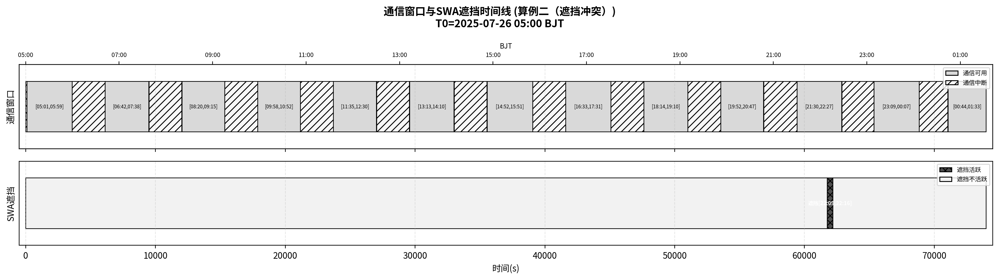 通信窗口与SWA遮挡时间线 (算例二（遮挡冲突）)
T0=2025-07-26 05:00 BJT
BJT
05:00 07:00 09:00 11:00 13:00 15:00 17:00 19:00 21:00 23:00 01:00
通信可用
通信中断
通信窗口
[05:01,05:59] [06:42,07:38] [08:20,09:15] [09:58,10:52] [11:35,12:30] [13:13,14:10] [14:52,15:51] [16:33,17:31] [18:14,19:10] [19:52,20:47] [21:30,22:27] [23:09,00:07] [00:44,01:33]
遮挡活跃
遮挡不活跃
SWA遮挡
遮挡[22:09,22:16]
0 10000 20000 30000 40000 50000 60000 70000
时间(s)